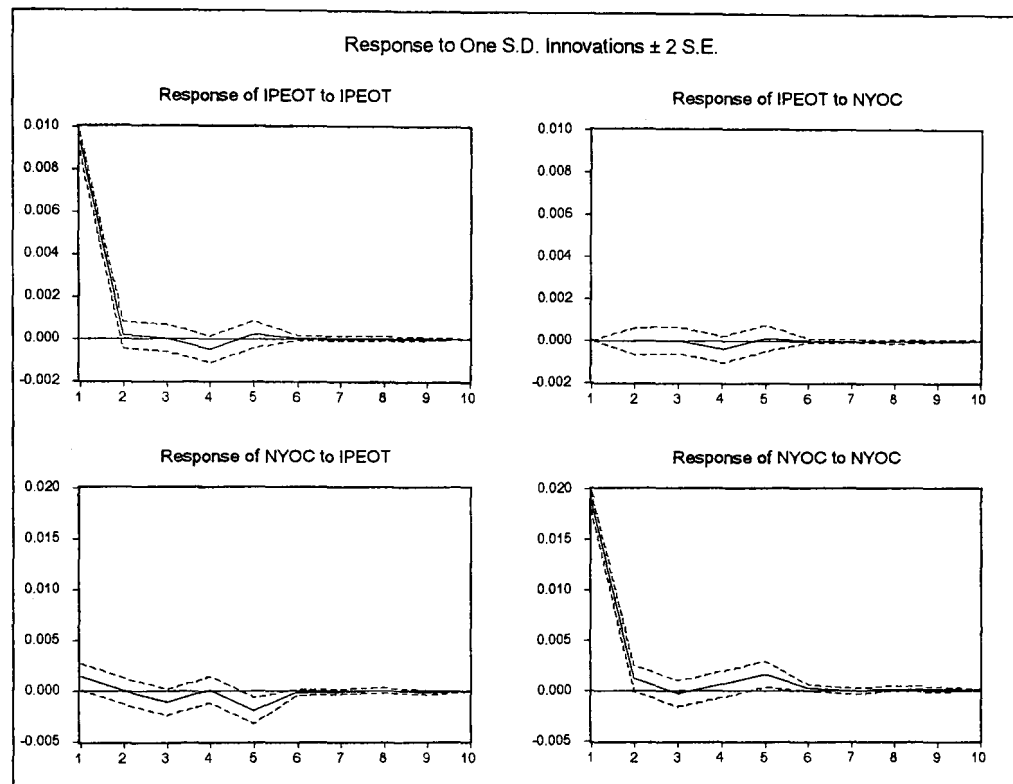 Response to One S.D. Innovations ± 2 S.E.
Response of IPEOT to IPEOT
0.010
0.008
0.006
0.004
0.002
0.000
-0.002
1 2 3 4 5 6 7 8 9 10
Response of IPEOT to NYOC
0.010
0.008
0.006
0.004
0.002
0.000
-0.002
1 2 3 4 5 6 7 8 9 10
Response of NYOC to IPEOT
0.020
0.015
0.010
0.005
0.000
-0.005
1 2 3 4 5 6 7 8 9 10
Response of NYOC to NYOC
0.020
0.015
0.010
0.005
0.000
-0.005
1 2 3 4 5 6 7 8 9 10